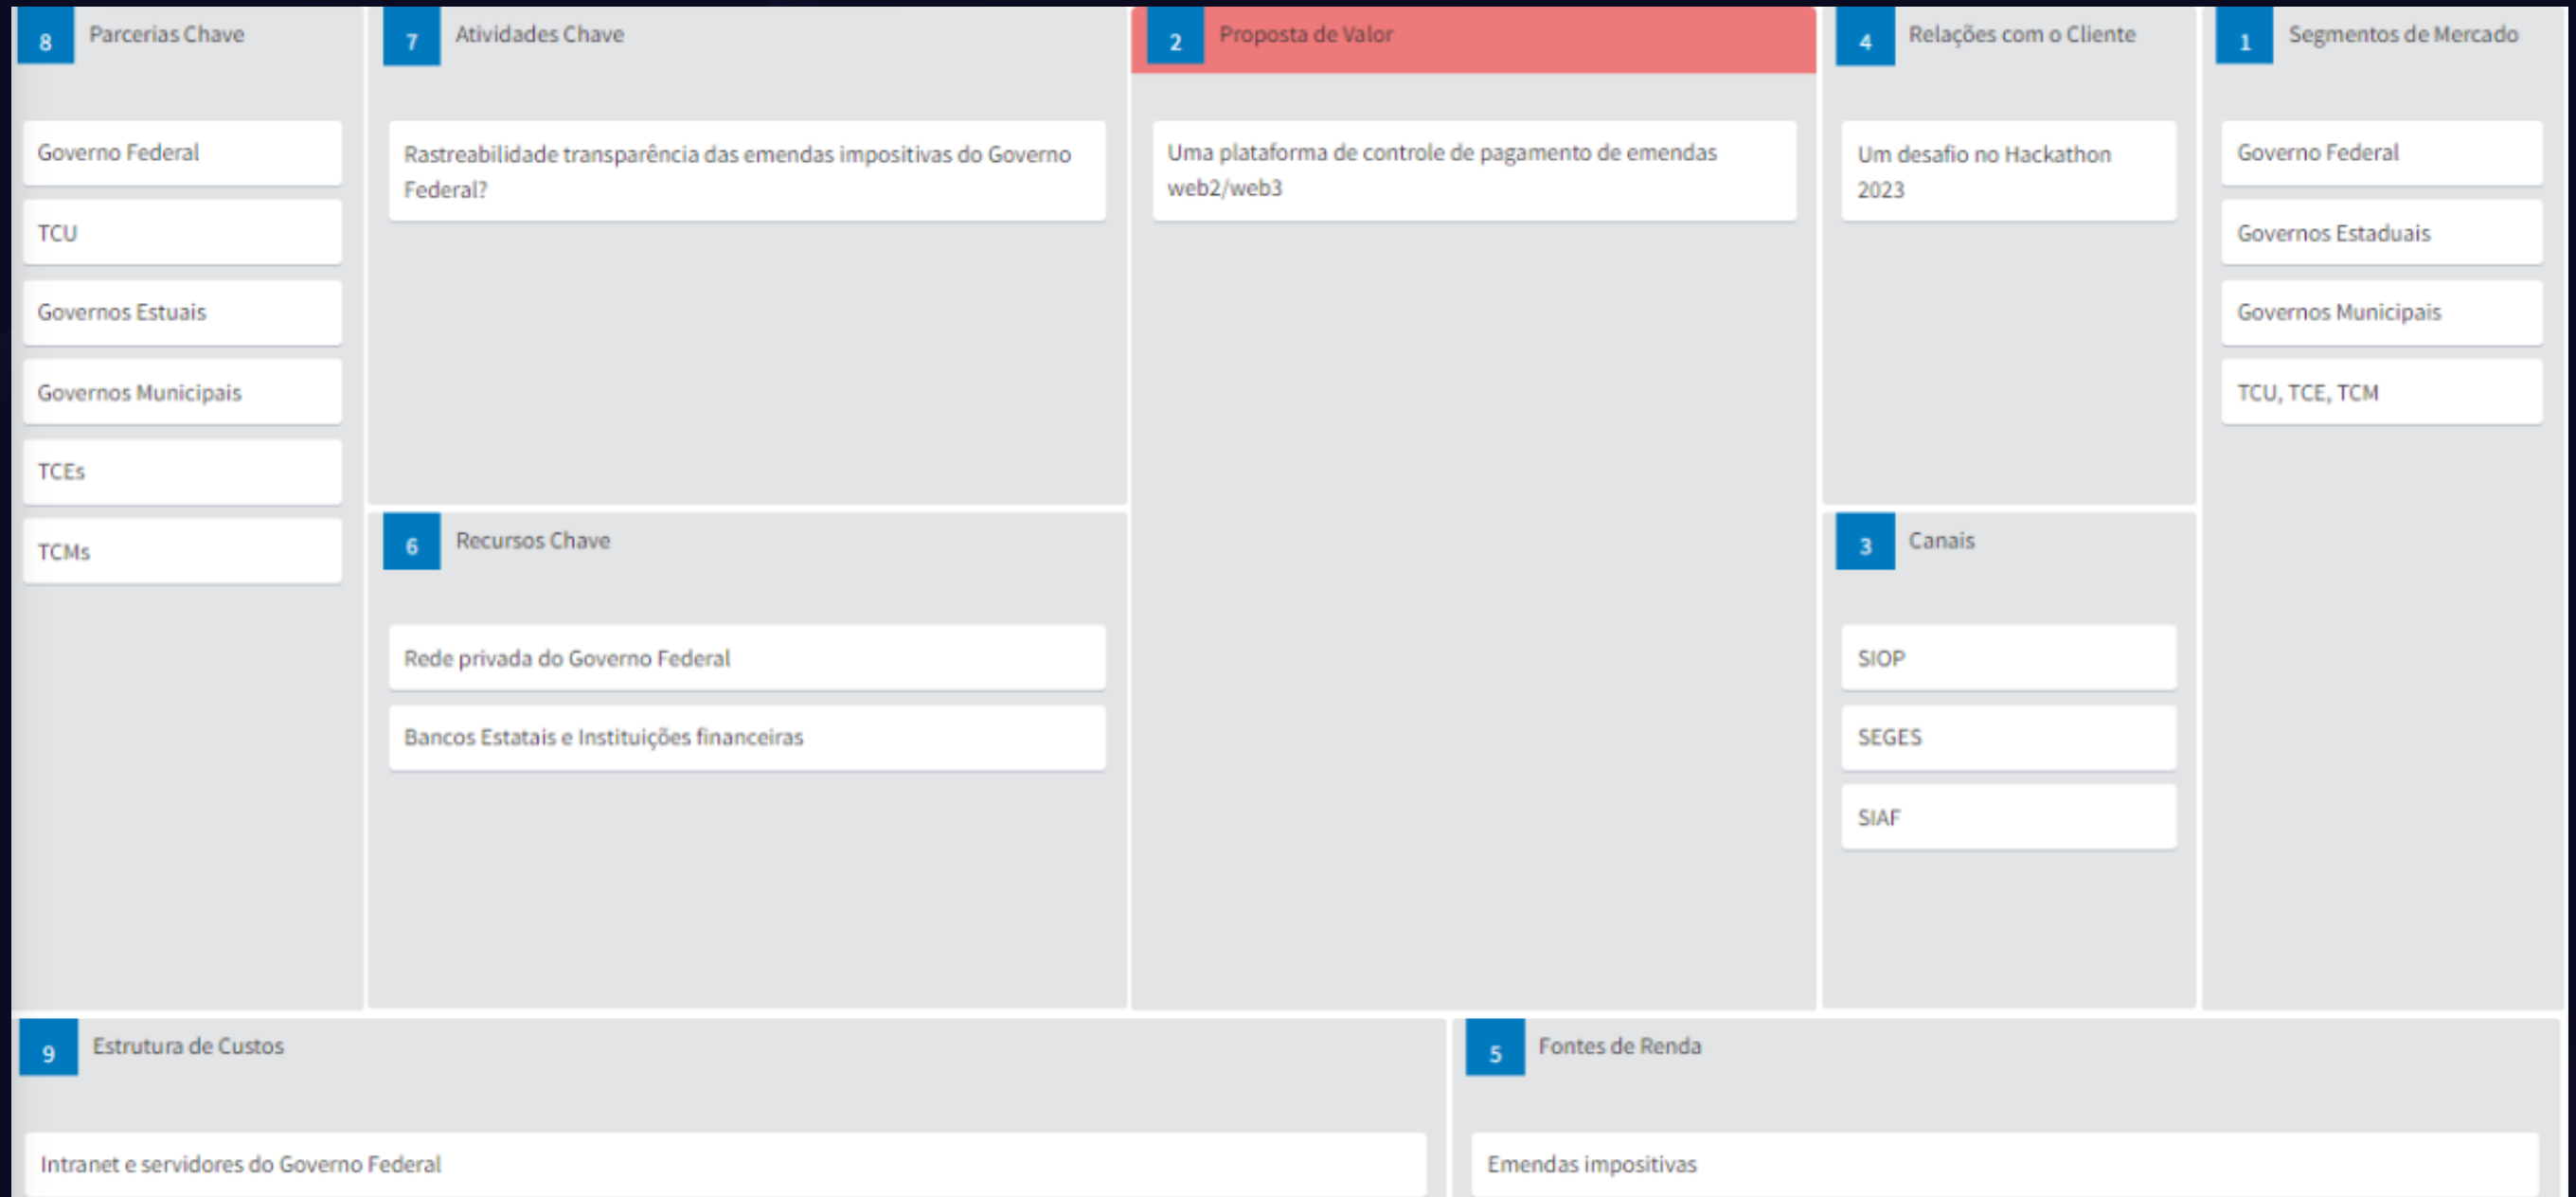 8 Parcerias Chave
Governo Federal
TCU
Governos Estuais
Governos Municipais
TCEs
TCMs
7 Atividades Chave
Rastreabilidade transparência das emendas impositivas do Governo
Federal?
6 Recursos Chave
Rede privada do Governo Federal
Bancos Estatais e Instituições financeiras
2 Proposta de Valor
Uma plataforma de controle de pagamento de emendas
web2/web3
4 Relações com o Cliente
Um desafio no Hackathon
2023
3 Canais
SIOP
SEGES
SIAF
1 Segmentos de Mercado
Governo Federal
Governos Estaduais
Governos Municipais
TCU, TCE, TCM
9 Estrutura de Custos
Intranet e servidores do Governo Federal
5 Fontes de Renda
Emendas impositivas